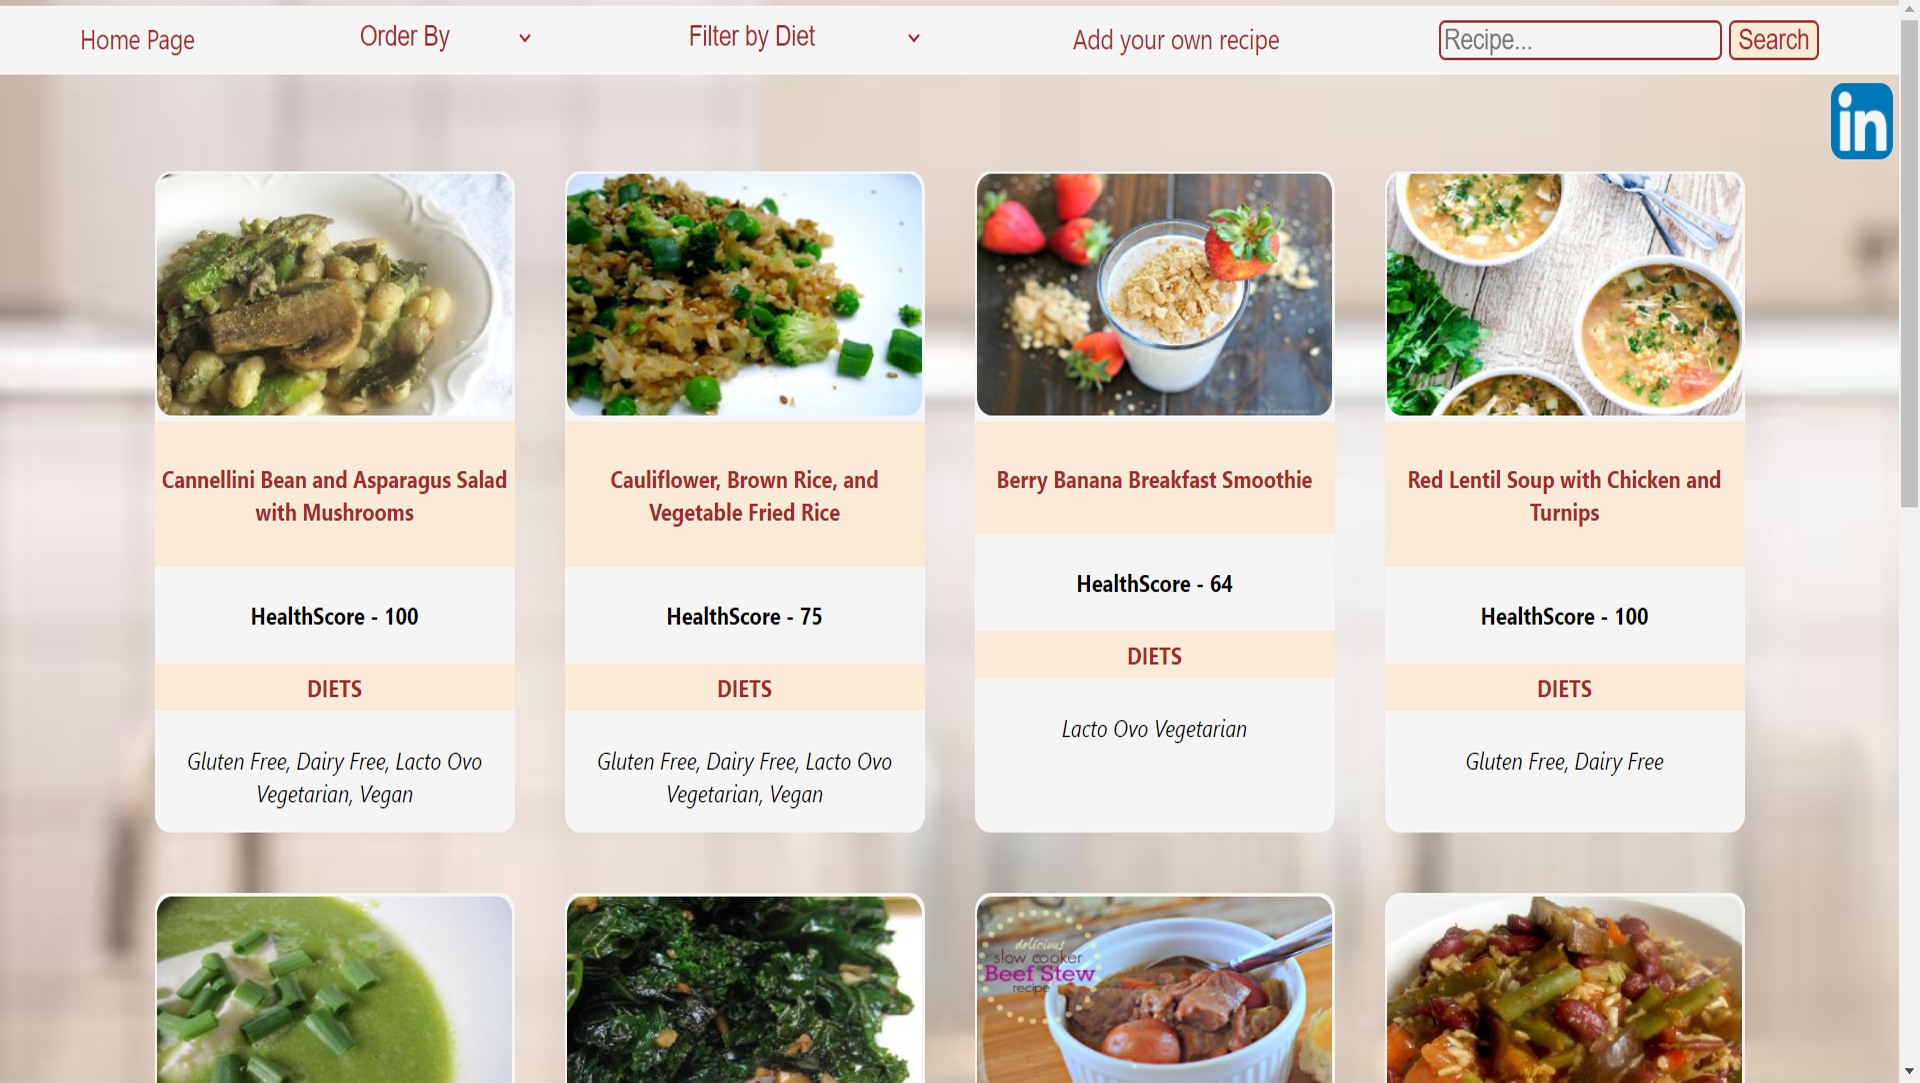 Home Page
Order By
Filter by Diet
Add your own recipe
Recipe...
Search
in
Cannellini Bean and Asparagus Salad
with Mushrooms
HealthScore - 100
DIETS
Gluten Free, Dairy Free, Lacto Ovo
Vegetarian, Vegan
Cauliflower, Brown Rice, and
Vegetable Fried Rice
HealthScore - 75
DIETS
Gluten Free, Dairy Free, Lacto Ovo
Vegetarian, Vegan
Berry Banana Breakfast Smoothie
HealthScore - 64
DIETS
Lacto Ovo Vegetarian
Red Lentil Soup with Chicken and
Turnips
HealthScore - 100
DIETS
Gluten Free, Dairy Free
delicious
slow cooker
Beef Stew
recipe